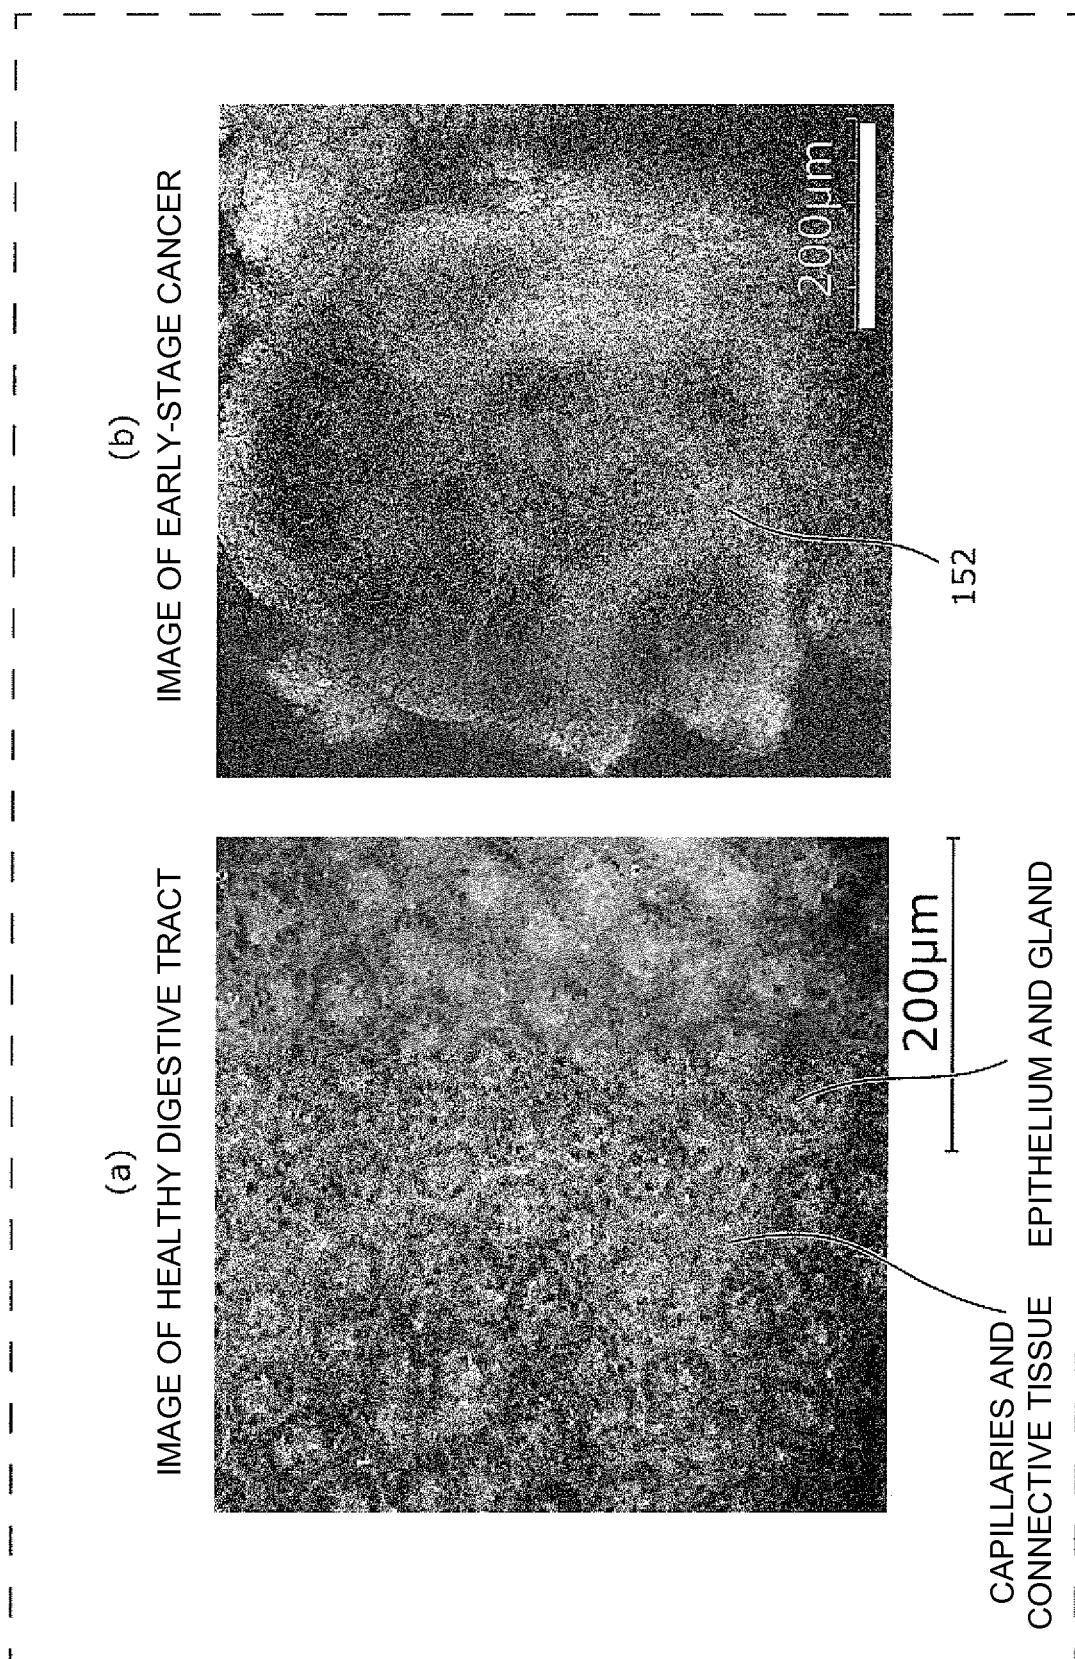 (a)
IMAGE OF HEALTHY DIGESTIVE TRACT
200µm
CAPILLARIES AND
CONNECTIVE TISSUE
EPITHELIUM AND GLAND
(b)
IMAGE OF EARLY-STAGE CANCER
200µm
152